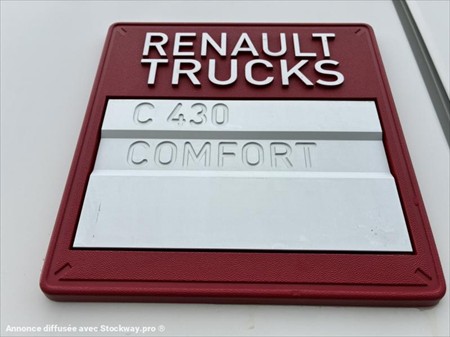 RENAULT
TRUCKS
C 430
COMFORT
Annonce diffusée avec Stockway.pro ®